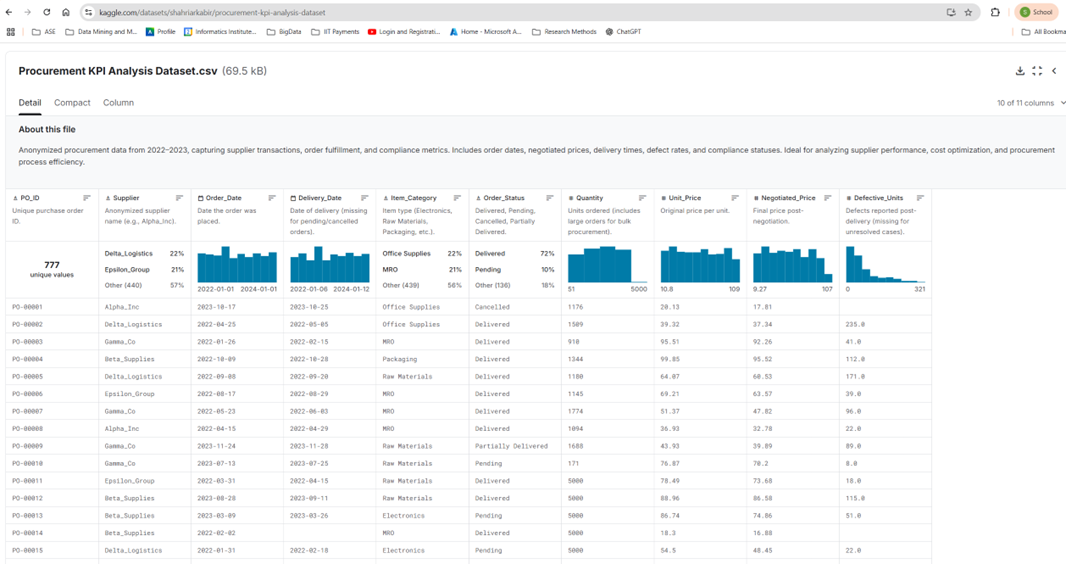 kaggle.com/datasets/shahriarkabir/procurement-kpi-analysis-dataset
School
ASE Data Mining and M... Profile Informatics Institute... BigData IIT Payments Login and Registrati... Home - Microsoft A... Research Methods ChatGPT All Bookma
Procurement KPI Analysis Dataset.csv (69.5 kB)
Detail Compact Column 10 of 11 columns
About this file
Anonymized procurement data from 2022–2023, capturing supplier transactions, order fulfillment, and compliance metrics. Includes order dates, negotiated prices, delivery times, defect rates, and compliance statuses. Ideal for analyzing supplier performance, cost optimization, and procurement
process efficiency.
PO_ID Supplier Order_Date Delivery_Date Item_Category Order_Status Quantity Unit_Price Negotiated_Price Defective_Units
Unique purchase order Anonymized supplier Date the order was Date of delivery (missing Item type (Electronics, Delivered, Pending, Units ordered (includes Original price per unit. Final price post- Defects reported post-
ID. name (e.g., Alpha_Inc). placed. for pending/cancelled Raw Materials, Cancelled, Partially large orders for bulk negotiation. delivery (missing for
orders). Packaging, etc.). Delivered. procurement). unresolved cases).
777
unique values
Delta_Logistics 22% Office Supplies 22% Delivered 72%
Epsilon_Group 21% MRO 21% Pending 10%
Other (440) 57% Other (439) 56% Other (136) 18%
2022-01-01 2024-01-01 2022-01-06 2024-01-12 51 5000 10.8 109 9.27 107 0 321
PO-00001 Alpha_Inc 2023-10-17 2023-10-25 Office Supplies Cancelled 1176 20.13 17.81
PO-00002 Delta_Logistics 2022-04-25 2022-05-05 Office Supplies Delivered 1509 39.32 37.34 235.0
PO-00003 Gamma_Co 2022-01-26 2022-02-15 MRO Delivered 910 95.51 92.26 41.0
PO-00004 Beta_Supplies 2022-10-09 2022-10-28 Packaging Delivered 1344 99.85 95.52 112.0
PO-00005 Delta_Logistics 2022-09-08 2022-09-20 Raw Materials Delivered 1180 64.07 60.53 171.0
PO-00006 Epsilon_Group 2022-08-17 2022-08-29 MRO Delivered 1145 69.21 63.57 39.0
PO-00007 Gamma_Co 2022-05-23 2022-06-03 MRO Delivered 1774 51.37 47.82 96.0
PO-00008 Alpha_Inc 2022-04-15 2022-04-29 MRO Delivered 1094 36.93 32.78 22.0
PO-00009 Gamma_Co 2023-11-24 2023-11-28 Raw Materials Partially Delivered 1688 43.93 39.89 89.0
PO-00010 Gamma_Co 2023-07-13 2023-07-25 Raw Materials Pending 171 76.87 70.2 8.0
PO-00011 Epsilon_Group 2022-03-31 2022-04-15 Raw Materials Delivered 5000 78.49 73.68 18.0
PO-00012 Beta_Supplies 2023-08-28 2023-09-11 Raw Materials Delivered 5000 88.96 86.58 115.0
PO-00013 Beta_Supplies 2023-03-09 2023-03-26 Electronics Pending 5000 86.74 74.86 51.0
PO-00014 Beta_Supplies 2022-02-02 MRO Delivered 5000 18.3 16.88
PO-00015 Delta_Logistics 2022-01-31 2022-02-18 Electronics Pending 5000 54.5 48.45 22.0